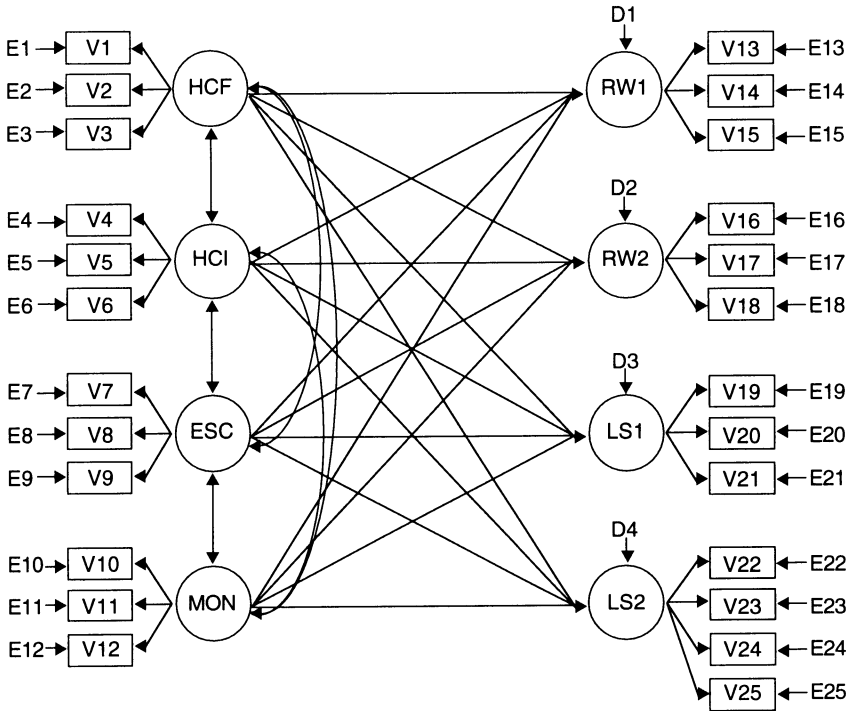 D1
E1 V1 V13 E13
HCF RW1
E2 V2 V14 E14
E3 V3 V15 E15
D2
E4 V4 V16 E16
E5 V5 HCI RW2 V17 E17
E6 V6 V18 E18
D3
E7 V7 V19 E19
E8 V8 ESC LS1 V20 E20
E9 V9 V21 E21
D4
E10 V10 V22 E22
E11 V11 MON LS2 V23 E23
E12 V12 V24 E24
V25 E25